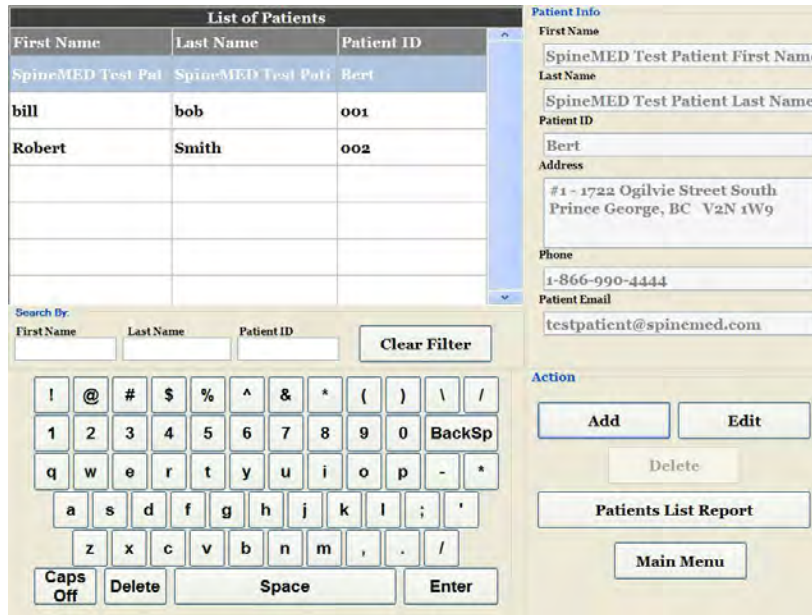 List of Patients
First Name Last Name Patient ID
SpineMED Test Pat SpineMED Test Pati Bert
bill bob 001
Robert Smith 002
Search By:
First Name Last Name Patient ID
Clear Filter
! @ # $ % ^ & * ( ) \ /
1 2 3 4 5 6 7 8 9 0 BackSp
q w e r t y u i o p - *
a s d f g h j k l ; '
z x c v b n m , . /
Caps Off Delete Space Enter
Patient Info
First Name
SpineMED Test Patient First Name
Last Name
SpineMED Test Patient Last Name
Patient ID
Bert
Address
#1 - 1722 Ogilvie Street South
Prince George, BC V2N 1W9
Phone
1-866-990-4444
Patient Email
testpatient@spinemed.com
Action
Add Edit
Delete
Patients List Report
Main Menu